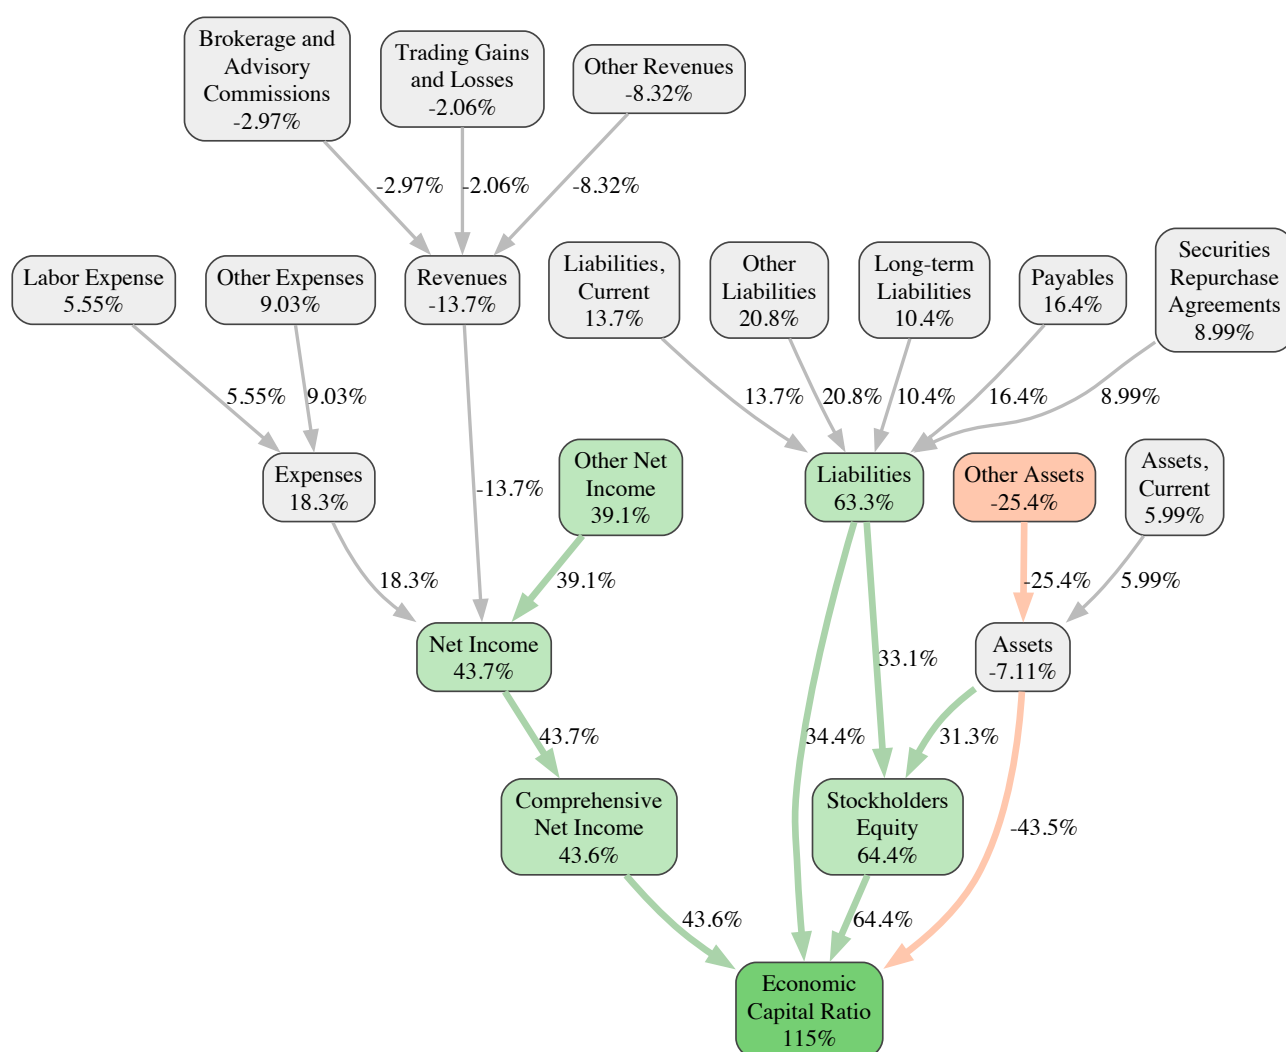 Brokerage and
Advisory
Commissions
-2.97%
Trading Gains
and Losses
-2.06%
Other Revenues
-8.32%
-2.97%
-2.06%
-8.32%
Labor Expense
5.55%
Other Expenses
9.03%
Revenues
-13.7%
Liabilities,
Current
13.7%
Other
Liabilities
20.8%
Long-term
Liabilities
10.4%
Payables
16.4%
Securities
Repurchase
Agreements
8.99%
5.55%
9.03%
13.7%
20.8%
10.4%
16.4%
8.99%
Expenses
18.3%
-13.7%
Other Net
Income
39.1%
Liabilities
63.3%
Other Assets
-25.4%
Assets,
Current
5.99%
18.3%
39.1%
-25.4%
5.99%
Net Income
43.7%
33.1%
Assets
-7.11%
43.7%
34.4%
31.3%
Comprehensive
Net Income
43.6%
Stockholders
Equity
64.4%
-43.5%
43.6%
64.4%
Economic
Capital Ratio
115%